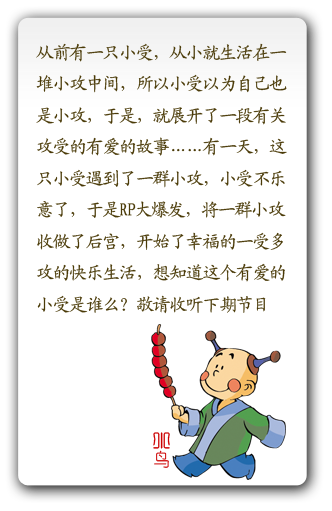 从前有一只小受，从小就生活在一
堆小攻中间，所以小受以为自己也
是小攻，于是，就展开了一段有关
攻受的有爱的故事……有一天，这
只小受遇到了一群小攻，小受不乐
意了，于是RP大爆发，将一群小攻
收做了后宫，开始了幸福的一受多
攻的快乐生活，想知道这个有爱的
小受是谁么？敬请收听下期节目